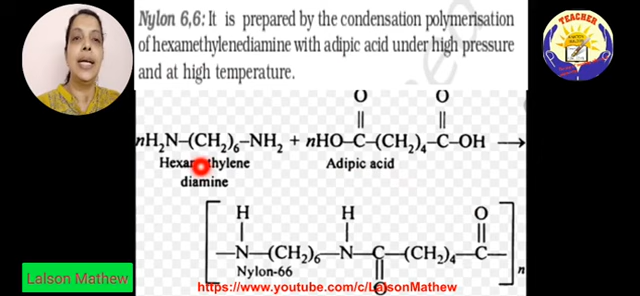 Nylon 6,6: It is prepared by the condensation polymerisation
of hexamethylenediamine with adipic acid under high pressure
and at high temperature.
TEACHER
O O
|| ||
nH₂N–(CH₂)₆–NH₂ + nHO–C–(CH₂)₄–C–OH ⟶
Hexamethylene Adipic acid
diamine
H H O
| | ||
—N—(CH₂)₆—N—C—(CH₂)₄—C— n
Nylon-66 ||
O
Lalson Mathew
https://www.youtube.com/c/LalsonMathew